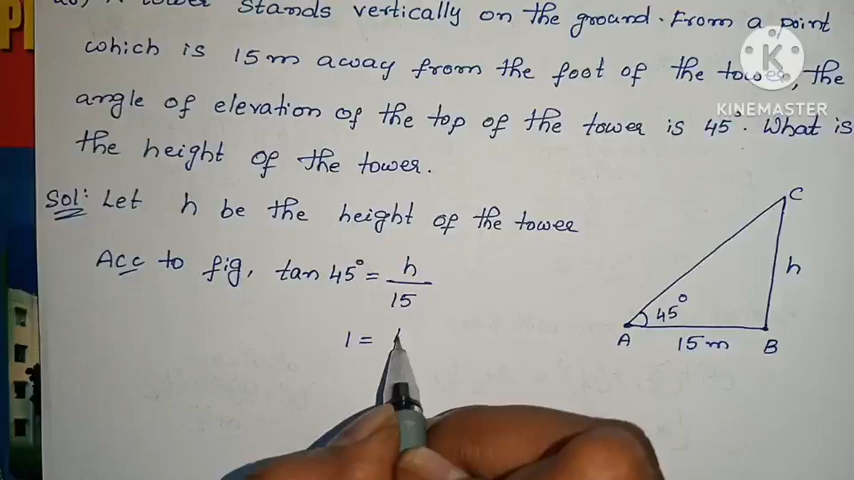 A tower stands vertically on the ground. From a point
which is 15m away from the foot of the tower, the
angle of elevation of the top of the tower is 45°. What is
the height of the tower.
Sol: Let h be the height of the tower
Acc to fig, tan 45° = h/15
1 =
C
h
45°
A 15m B
K
KINEMASTER